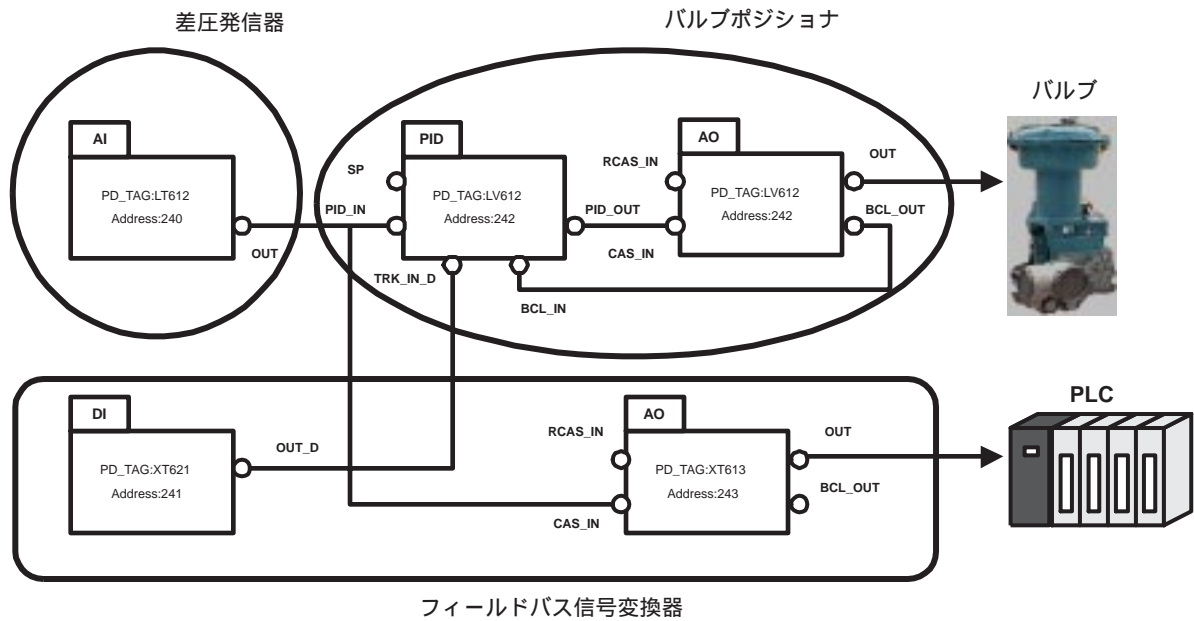 差圧発信器
バルブポジショナ
バルブ
AI
PD_TAG:LT612
Address:240
OUT
PID
SP
PID_IN
PD_TAG:LV612
Address:242
PID_OUT
TRK_IN_D
BCL_IN
AO
RCAS_IN
CAS_IN
PD_TAG:LV612
Address:242
OUT
BCL_OUT
DI
PD_TAG:XT621
Address:241
OUT_D
AO
RCAS_IN
CAS_IN
PD_TAG:XT613
Address:243
OUT
BCL_OUT
PLC
フィールドバス信号変換器